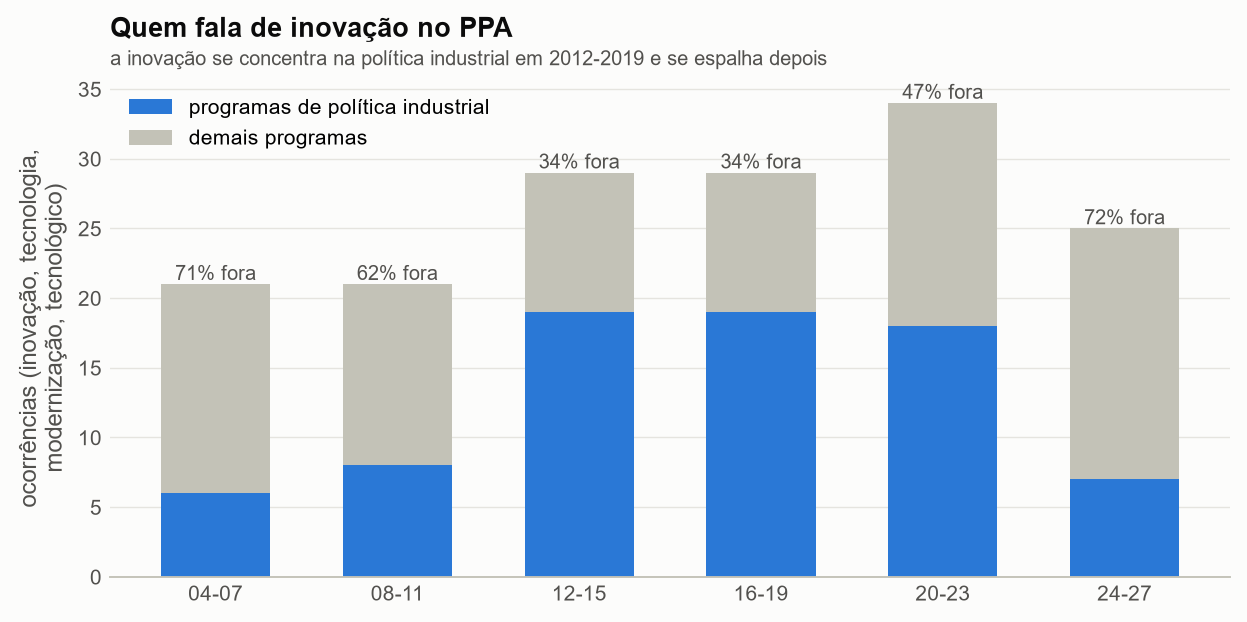 Quem fala de inovação no PPA
a inovação se concentra na política industrial em 2012-2019 e se espalha depois
programas de política industrial
demais programas
ocorrências (inovação, tecnologia,
modernização, tecnológico)
35
30
25
20
15
10
5
0
71% fora
62% fora
34% fora
34% fora
47% fora
72% fora
04-07
08-11
12-15
16-19
20-23
24-27